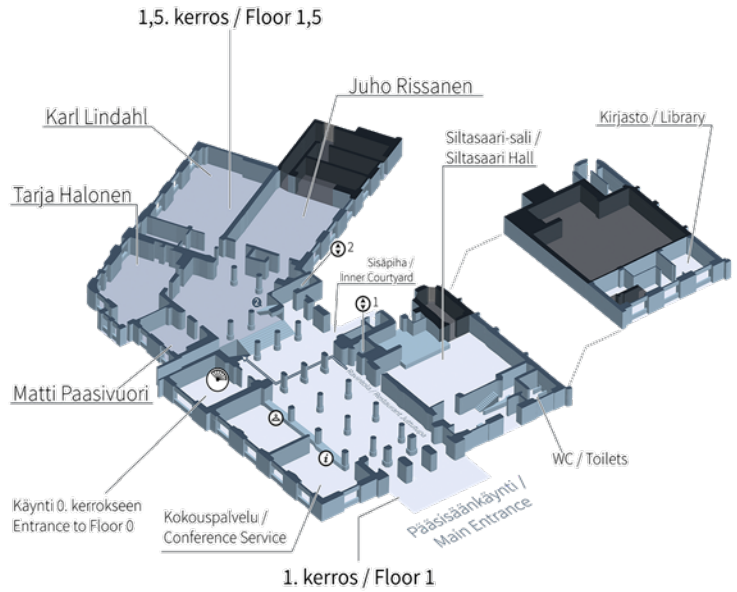 1,5. kerros / Floor 1,5
Juho Rissanen
Karl Lindahl
Siltasaari-sali /
Siltasaari Hall
Kirjasto / Library
Tarja Halonen
2
Sisäpiha /
Inner Courtyard
1
2
Matti Paasivuori
i
WC / Toilets
Käynti 0. kerrokseen
Entrance to Floor 0
Kokouspalvelu /
Conference Service
Pääsisäänkäynti /
Main Entrance
1. kerros / Floor 1